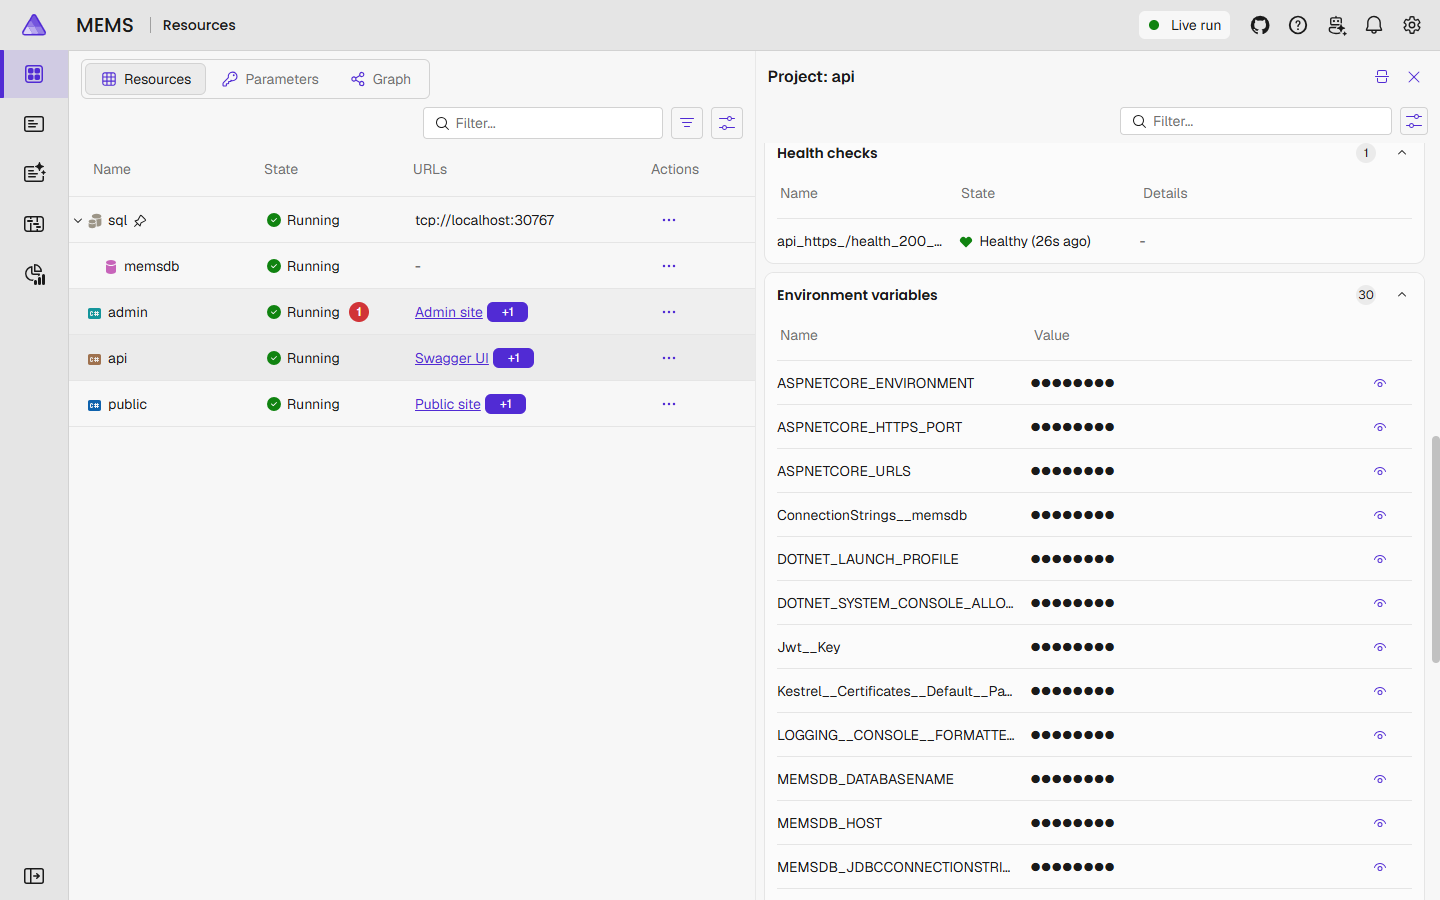 MEMS
Resources
Live run
Resources
Parameters
Graph
Filter...
Name
State
URLs
Actions
sql
Running
tcp://localhost:30767
memsdb
Running
-
admin
Running
1
Admin site
+1
api
Running
Swagger UI
+1
public
Running
Public site
+1
Project: api
Filter...
Health checks
1
Name
State
Details
api_https_/health_200_...
Healthy (26s ago)
-
Environment variables
30
Name
Value
ASPNETCORE_ENVIRONMENT
●●●●●●●●
ASPNETCORE_HTTPS_PORT
●●●●●●●●
ASPNETCORE_URLS
●●●●●●●●
ConnectionStrings__memsdb
●●●●●●●●
DOTNET_LAUNCH_PROFILE
●●●●●●●●
DOTNET_SYSTEM_CONSOLE_ALLO...
●●●●●●●●
Jwt__Key
●●●●●●●●
Kestrel__Certificates__Default__Pa...
●●●●●●●●
LOGGING__CONSOLE__FORMATTE...
●●●●●●●●
MEMSDB_DATABASENAME
●●●●●●●●
MEMSDB_HOST
●●●●●●●●
MEMSDB_JDBCCONNECTIONSTRI...
●●●●●●●●